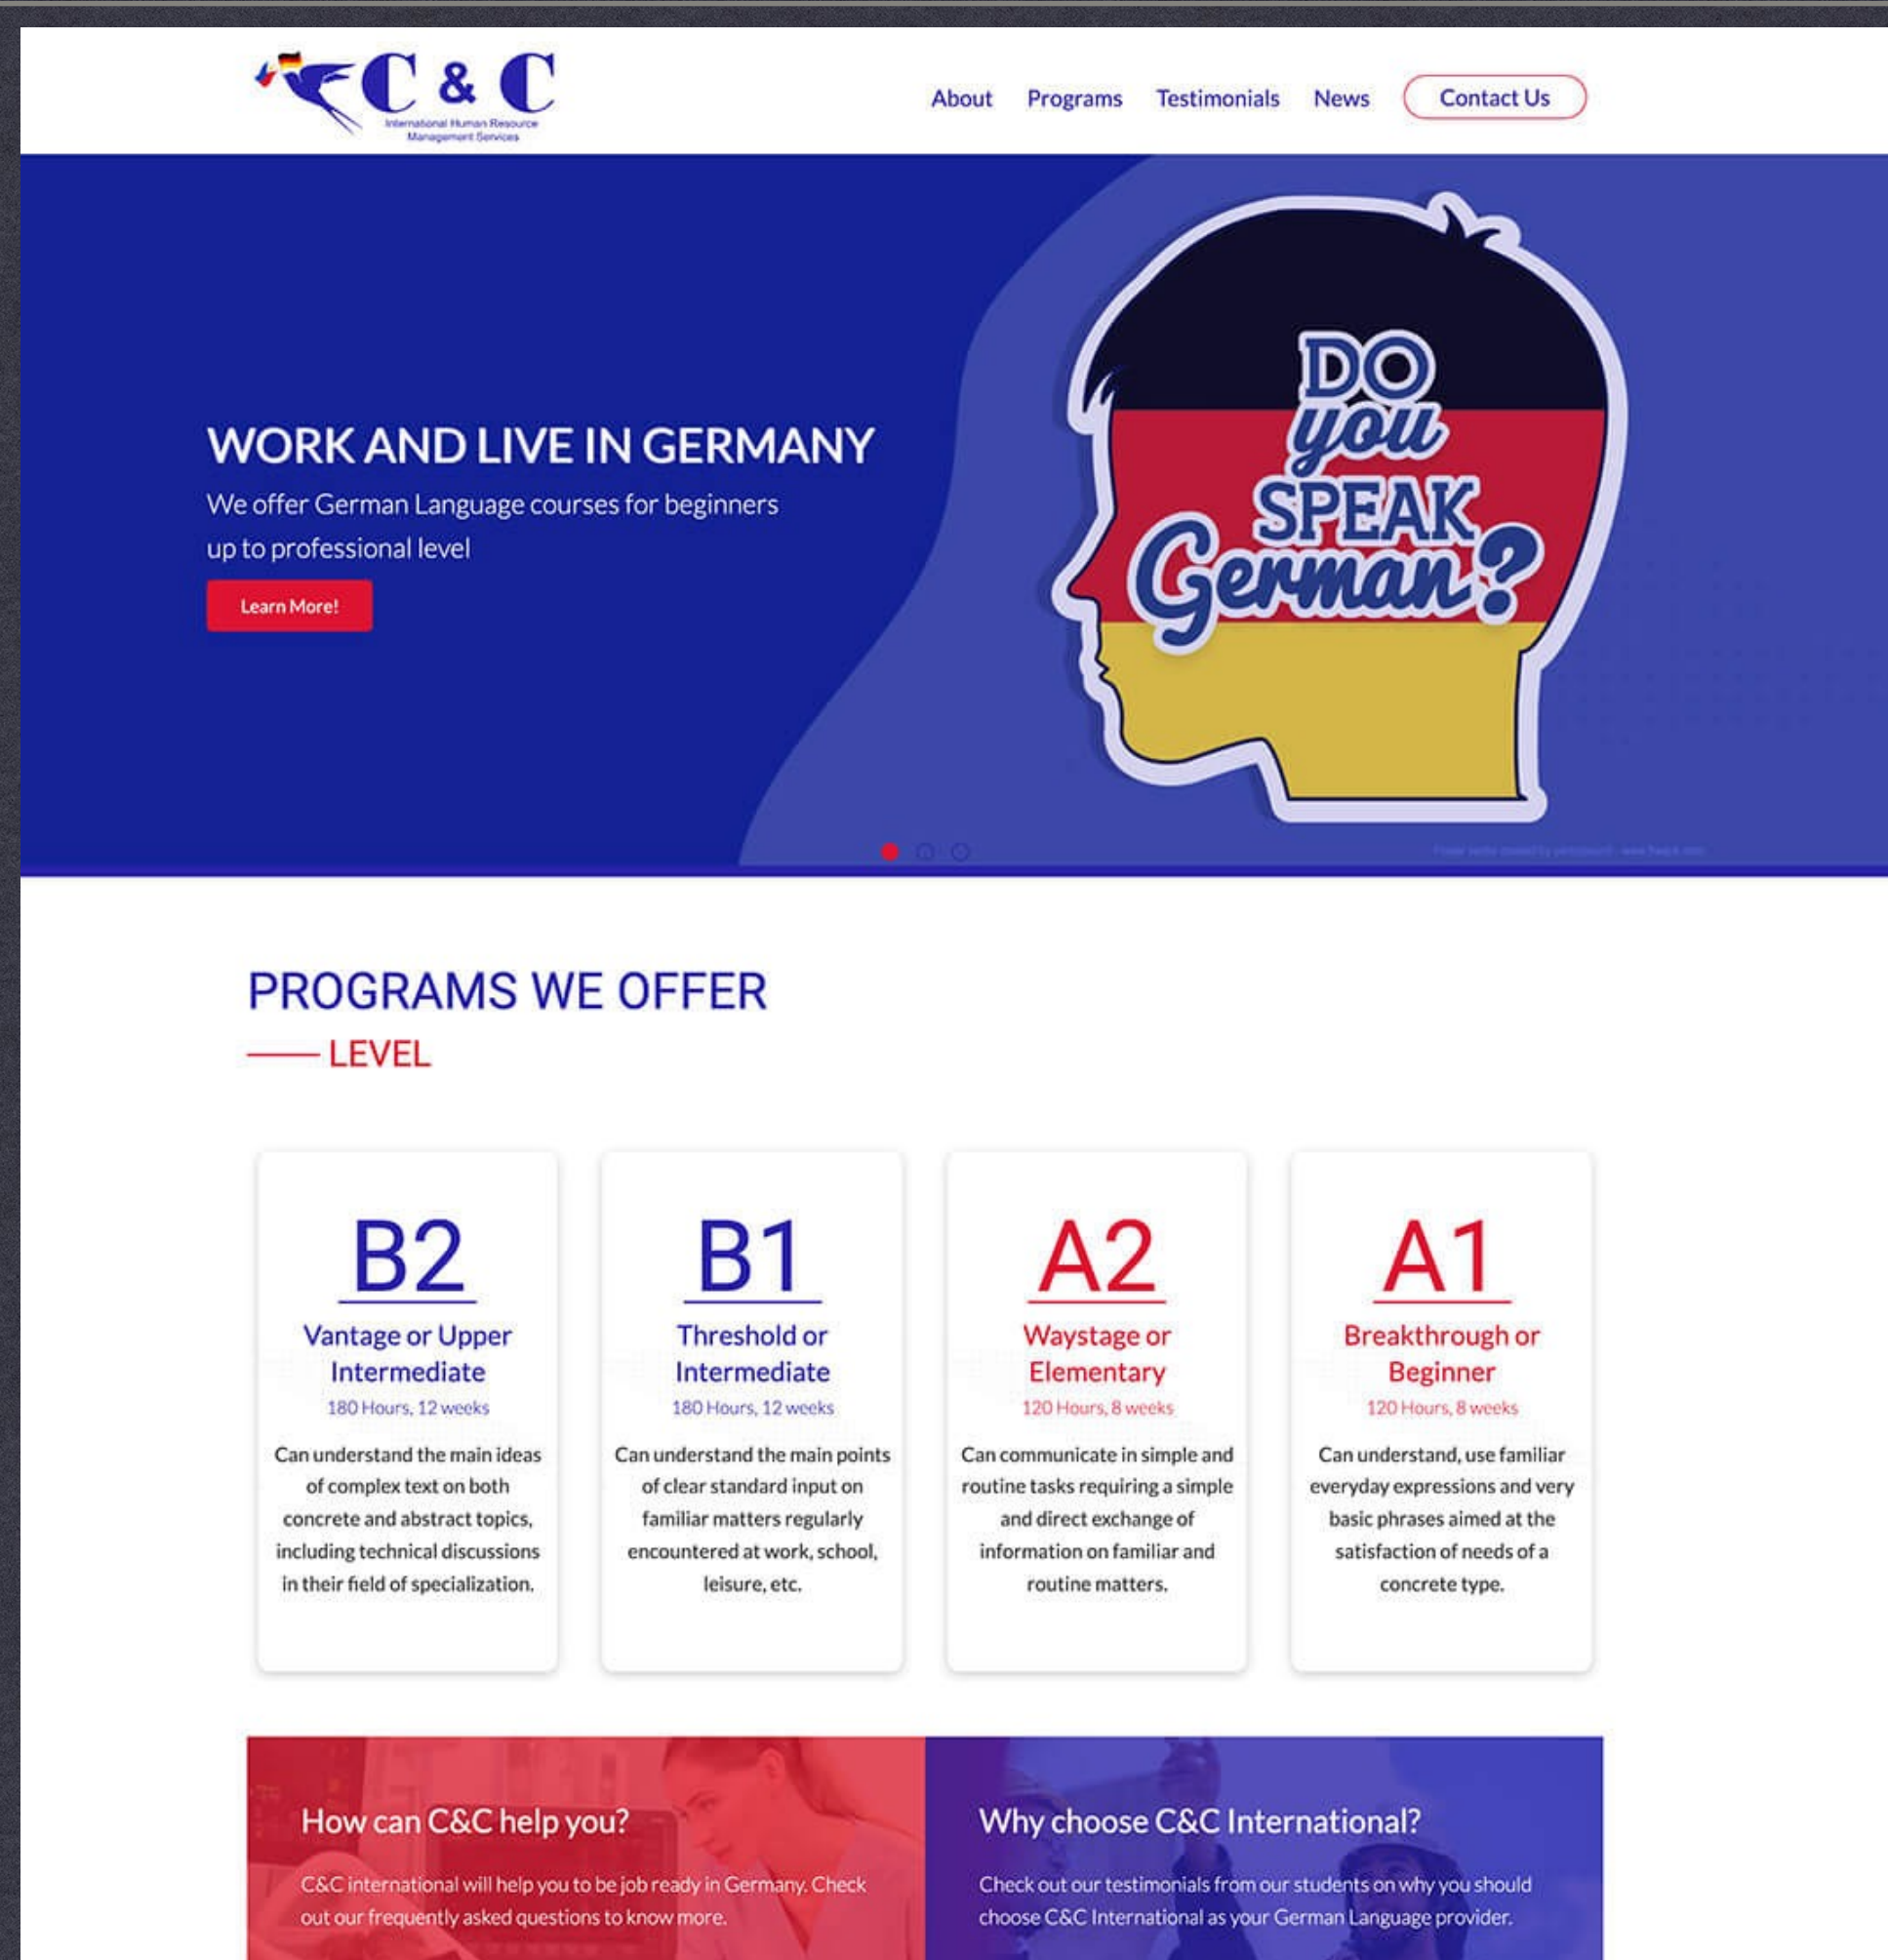 C & C
International Human Resource
Management Services
About Programs Testimonials News Contact Us
DO
you
SPEAK
German?
WORK AND LIVE IN GERMANY
We offer German Language courses for beginners
up to professional level
Learn More!
PROGRAMS WE OFFER
LEVEL
B2
Vantage or Upper
Intermediate
180 Hours, 12 weeks
Can understand the main ideas
of complex text on both
concrete and abstract topics,
including technical discussions
in their field of specialization.
B1
Threshold or
Intermediate
180 Hours, 12 weeks
Can understand the main points
of clear standard input on
familiar matters regularly
encountered at work, school,
leisure, etc.
A2
Waystage or
Elementary
120 Hours, 8 weeks
Can communicate in simple and
routine tasks requiring a simple
and direct exchange of
information on familiar and
routine matters.
A1
Breakthrough or
Beginner
120 Hours, 8 weeks
Can understand, use familiar
everyday expressions and very
basic phrases aimed at the
satisfaction of needs of a
concrete type.
How can C&C help you?
C&C international will help you to be job ready in Germany. Check
out our frequently asked questions to know more.
Why choose C&C International?
Check out our testimonials from our students on why you should
choose C&C International as your German Language provider.